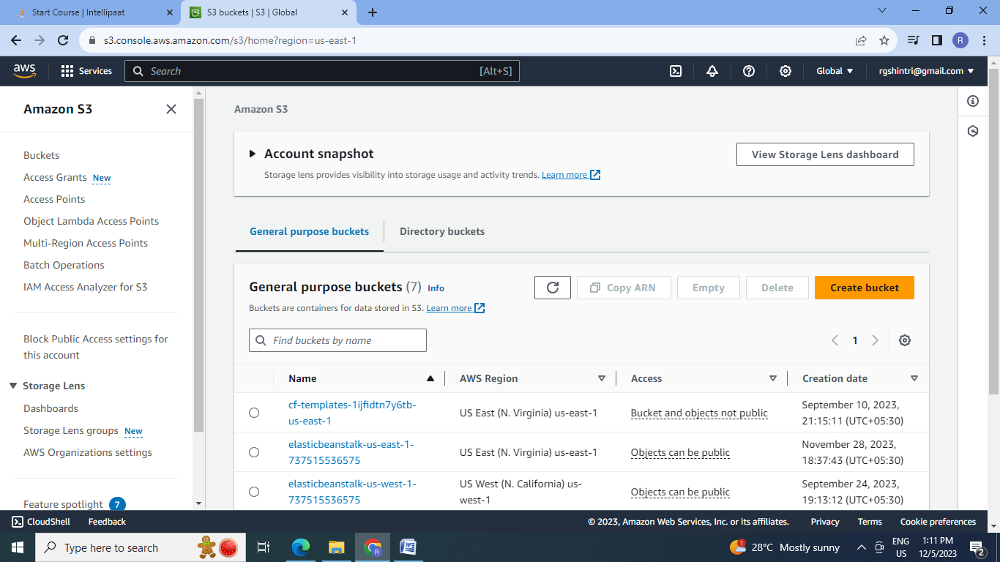 Start Course | Intellipaat
S3 buckets | S3 | Global
s3.console.aws.amazon.com/s3/home?region=us-east-1
R
aws
Services
Search
[Alt+S]
Global
rgshintri@gmail.com
Amazon S3
Buckets
Access Grants New
Access Points
Object Lambda Access Points
Multi-Region Access Points
Batch Operations
IAM Access Analyzer for S3
Block Public Access settings for
this account
Storage Lens
Dashboards
Storage Lens groups New
AWS Organizations settings
Feature spotlight 7
Amazon S3
Account snapshot
View Storage Lens dashboard
Storage lens provides visibility into storage usage and activity trends. Learn more
General purpose buckets
Directory buckets
General purpose buckets (7) Info
Copy ARN
Empty
Delete
Create bucket
Buckets are containers for data stored in S3. Learn more
Find buckets by name
1
Name
AWS Region
Access
Creation date
cf-templates-1ijfidtn7y6tb-
us-east-1
US East (N. Virginia) us-east-1
Bucket and objects not public
September 10, 2023,
21:15:11 (UTC+05:30)
elasticbeanstalk-us-east-1-
737515536575
US East (N. Virginia) us-east-1
Objects can be public
November 28, 2023,
18:37:43 (UTC+05:30)
elasticbeanstalk-us-west-1-
737515536575
US West (N. California) us-
west-1
Objects can be public
September 24, 2023,
19:13:12 (UTC+05:30)
CloudShell
Feedback
© 2023, Amazon Web Services, Inc. or its affiliates.
Privacy
Terms
Cookie preferences
Type here to search
R
W
1
28°C Mostly sunny
ENG
US
1:11 PM
12/5/2023
2